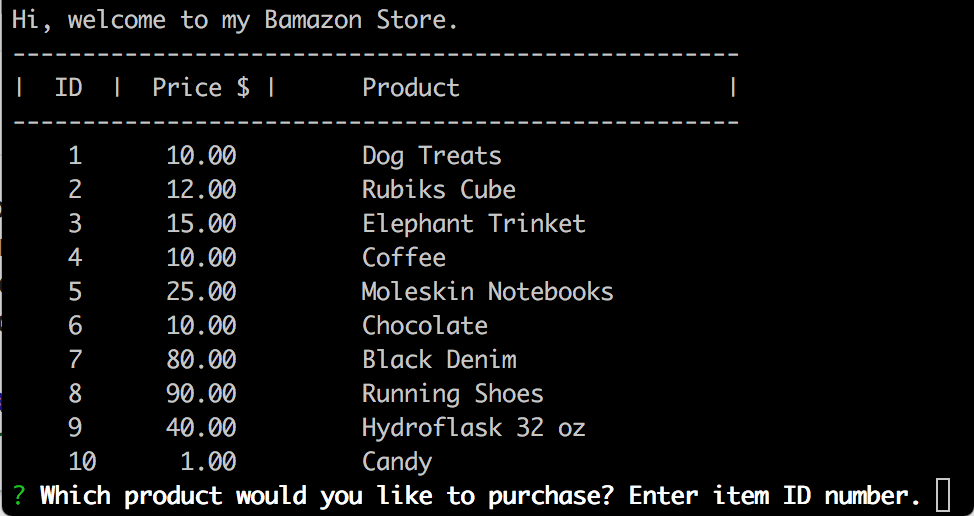 Hi, welcome to my Bamazon Store.
----------------------------------------------------
| ID | Price $ | Product |
----------------------------------------------------
1 10.00 Dog Treats
2 12.00 Rubiks Cube
3 15.00 Elephant Trinket
4 10.00 Coffee
5 25.00 Moleskin Notebooks
6 10.00 Chocolate
7 80.00 Black Denim
8 90.00 Running Shoes
9 40.00 Hydroflask 32 oz
10 1.00 Candy
? Which product would you like to purchase? Enter item ID number.